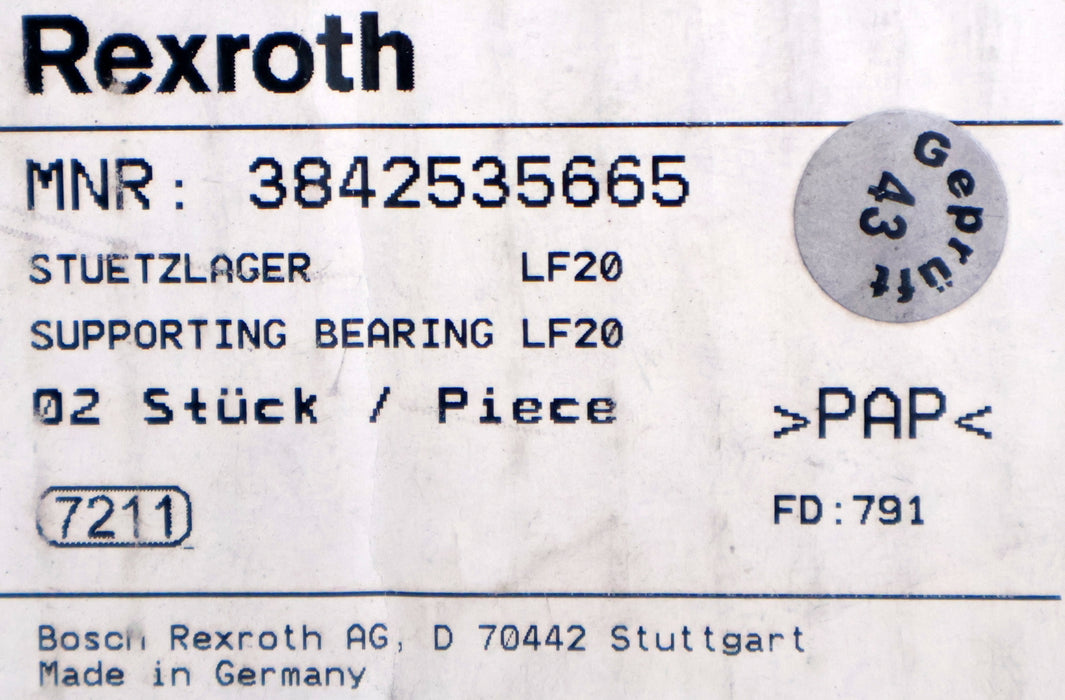 Rexroth
MNR: 3842535665
STUETZLAGER LF20
SUPPORTING BEARING LF20
02 Stück / Piece
7211
Geprüft
43
>PAP<
FD:791
Bosch Rexroth AG, D 70442 Stuttgart
Made in Germany